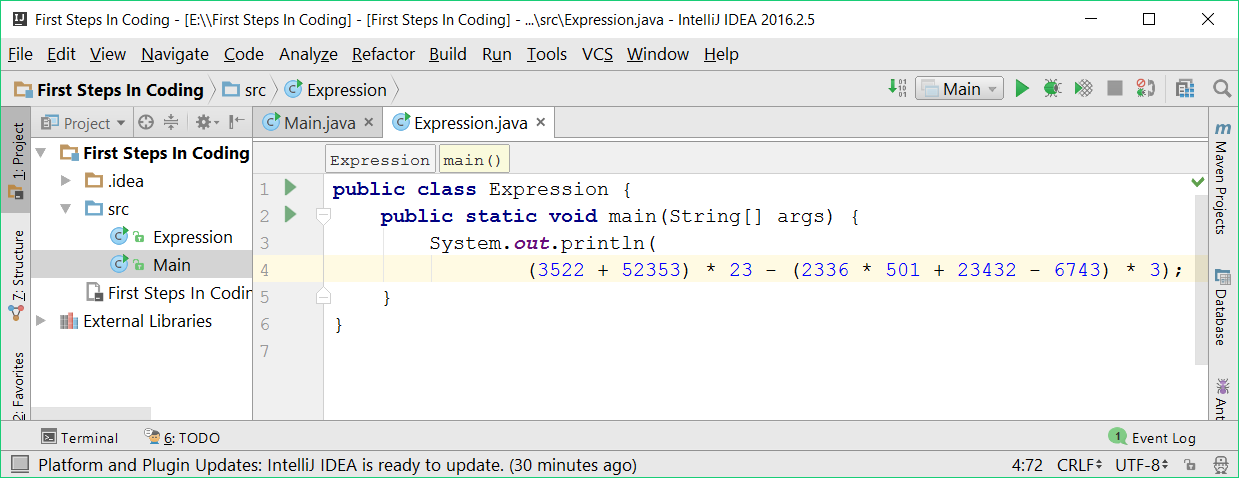 First Steps In Coding - [E:\\First Steps In Coding] - [First Steps In Coding] - ...\src\Expression.java - IntelliJ IDEA 2016.2.5
File Edit View Navigate Code Analyze Refactor Build Run Tools VCS Window Help
First Steps In Coding src Expression Main
Project Main.java Expression.java
1: Project
Z: Structure
2: Favorites
First Steps In Coding
.idea
src
Expression
Main
First Steps In Codin
External Libraries
Expression main()
1 public class Expression {
2 public static void main(String[] args) {
3 System.out.println(
4 (3522 + 52353) * 23 - (2336 * 501 + 23432 - 6743) * 3);
5 }
6 }
7
Maven Projects
Database
Ant
Terminal 6: TODO 1 Event Log
Platform and Plugin Updates: IntelliJ IDEA is ready to update. (30 minutes ago) 4:72 CRLF UTF-8